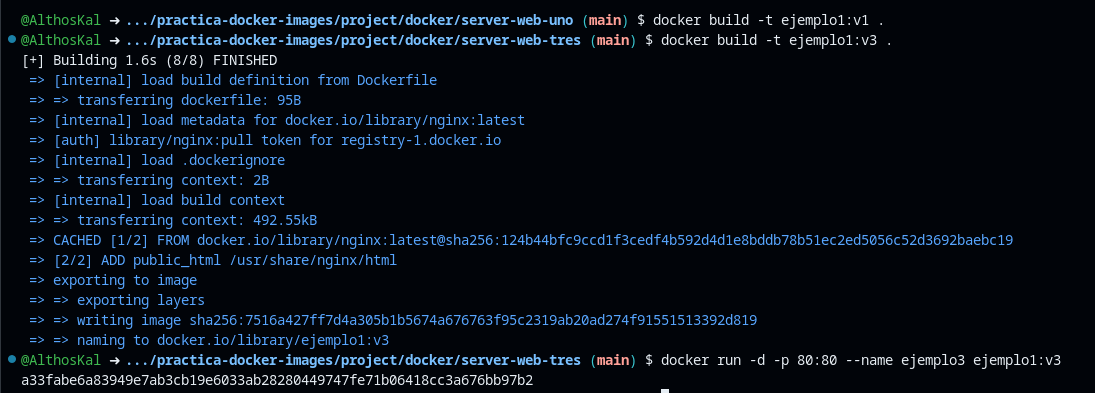 @AlthosKal ➜ .../practica-docker-images/project/docker/server-web-uno (main) $ docker build -t ejemplo1:v1 .
@AlthosKal ➜ .../practica-docker-images/project/docker/server-web-tres (main) $ docker build -t ejemplo1:v3 .
[+] Building 1.6s (8/8) FINISHED
=> [internal] load build definition from Dockerfile
=> => transferring dockerfile: 95B
=> [internal] load metadata for docker.io/library/nginx:latest
=> [auth] library/nginx:pull token for registry-1.docker.io
=> [internal] load .dockerignore
=> => transferring context: 2B
=> [internal] load build context
=> => transferring context: 492.55kB
=> CACHED [1/2] FROM docker.io/library/nginx:latest@sha256:124b44bfc9ccd1f3cedf4b592d4d1e8bddb78b51ec2ed5056c52d3692baebc19
=> [2/2] ADD public_html /usr/share/nginx/html
=> exporting to image
=> => exporting layers
=> => writing image sha256:7516a427ff7d4a305b1b5674a676763f95c2319ab20ad274f91551513392d819
=> => naming to docker.io/library/ejemplo1:v3
@AlthosKal ➜ .../practica-docker-images/project/docker/server-web-tres (main) $ docker run -d -p 80:80 --name ejemplo3 ejemplo1:v3
a33fabe6a83949e7ab3cb19e6033ab28280449747fe71b06418cc3a676bb97b2